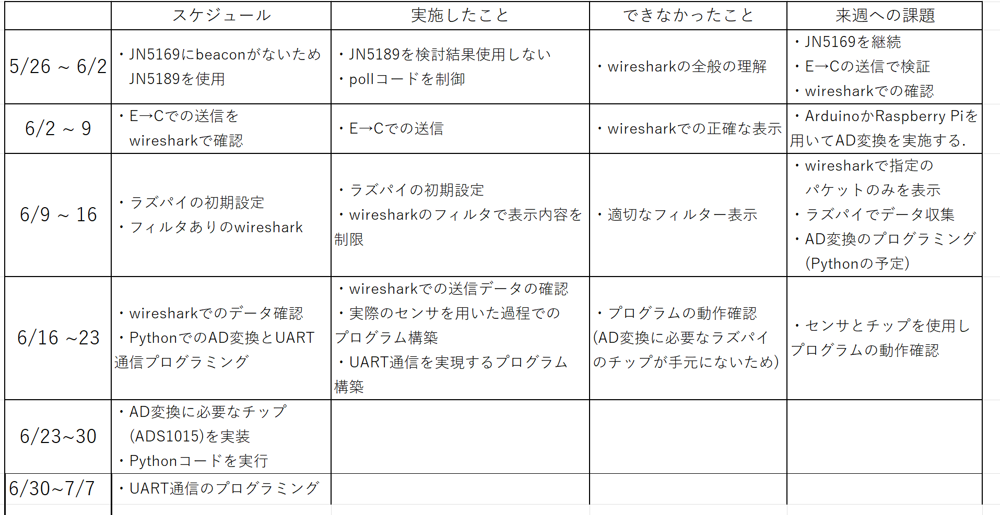 スケジュール
実施したこと
できなかったこと
来週への課題
5/26 ~ 6/2
・JN5169にbeaconがないため
JN5189を使用
・JN5189を検討結果使用しない
・pollコードを制御
・wiresharkの全般の理解
・JN5169を継続
・E→Cの送信で検証
・wiresharkでの確認
6/2 ~ 9
・E→Cでの送信を
wiresharkで確認
・E→Cでの送信
・wiresharkでの正確な表示
・ArduinoかRaspberry Piを
用いてAD変換を実施する.
6/9 ~ 16
・ラズパイの初期設定
・フィルタありのwireshark
・ラズパイの初期設定
・wiresharkのフィルタで表示内容を
制限
・適切なフィルター表示
・wiresharkで指定の
パケットのみを表示
・ラズパイでデータ収集
・AD変換のプログラミング
(Pythonの予定)
6/16 ~23
・wiresharkでのデータ確認
・PythonでのAD変換とUART
通信プログラミング
・wiresharkでの送信データの確認
・実際のセンサを用いた過程での
プログラム構築
・UART通信を実現するプログラム
構築
・プログラムの動作確認
(AD変換に必要なラズパイ
のチップが手元にないため)
・センサとチップを使用し
プログラムの動作確認
6/23~30
・AD変換に必要なチップ
(ADS1015)を実装
・Pythonコードを実行
6/30~7/7
・UART通信のプログラミング